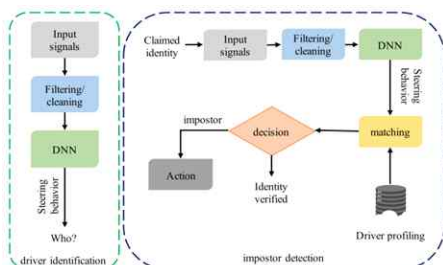 Input
signals
Filtering/
cleaning
DNN
Steering
behavior
Who?
driver identification
Claimed
identity
Input
signals
Filtering/
cleaning
DNN
Steering
behavior
matching
decision
impostor
Action
Identity
verified
Driver profiling
impostor detection